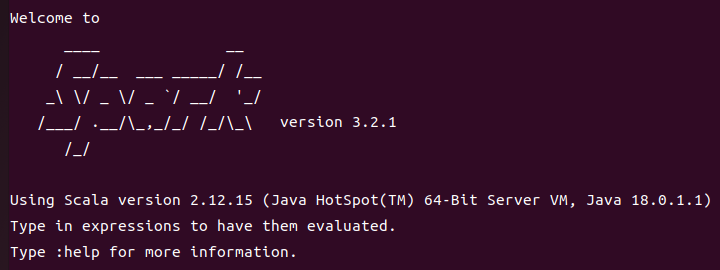 Welcome to
      ____              __
     / __/__  ___ _____/ /__
    _\ \/ _ \/ _ `/ __/  '_/
   /___/ .__/\_,_/_/ /_/\_\   version 3.2.1
      /_/
Using Scala version 2.12.15 (Java HotSpot(TM) 64-Bit Server VM, Java 18.0.1.1)
Type in expressions to have them evaluated.
Type :help for more information.